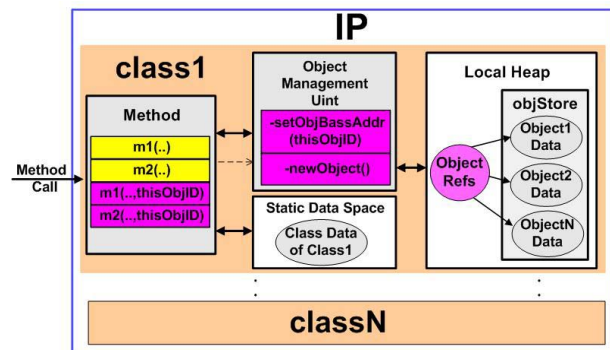 IP
class1
Method
Call
Method
m1(..)
m2(..)
m1(..,thisObjID)
m2(..,thisObjID)
Object
Management
Uint
-setObjBassAddr
(thisObjID)
-newObject()
Static Data Space
Class Data
of Class1
Local Heap
objStore
Object
Refs
Object1
Data
Object2
Data
ObjectN
Data
classN